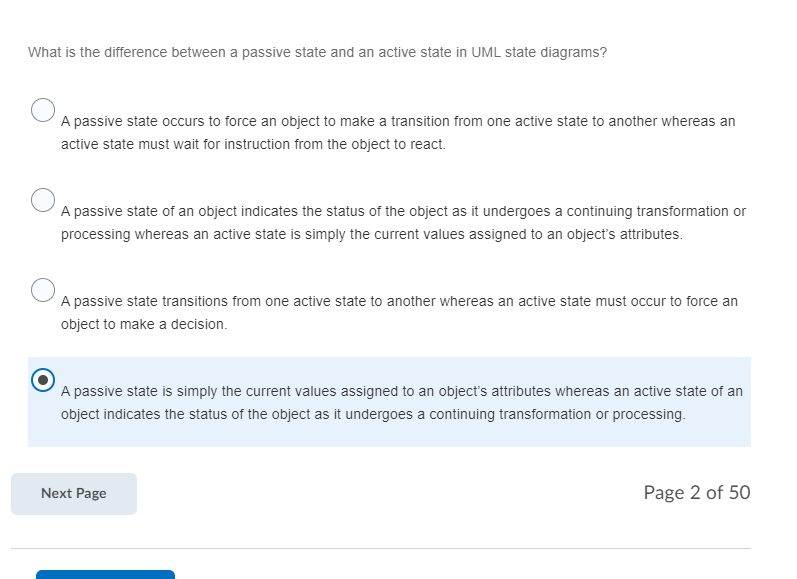 What is the difference between a passive state and an active state in UML state diagrams?
A passive state occurs to force an object to make a transition from one active state to another whereas an
active state must wait for instruction from the object to react.
A passive state of an object indicates the status of the object as it undergoes a continuing transformation or
processing whereas an active state is simply the current values assigned to an object's attributes.
A passive state transitions from one active state to another whereas an active state must occur to force an
object to make a decision.
A passive state is simply the current values assigned to an object's attributes whereas an active state of an
object indicates the status of the object as it undergoes a continuing transformation or processing.
Next Page
Page 2 of 50